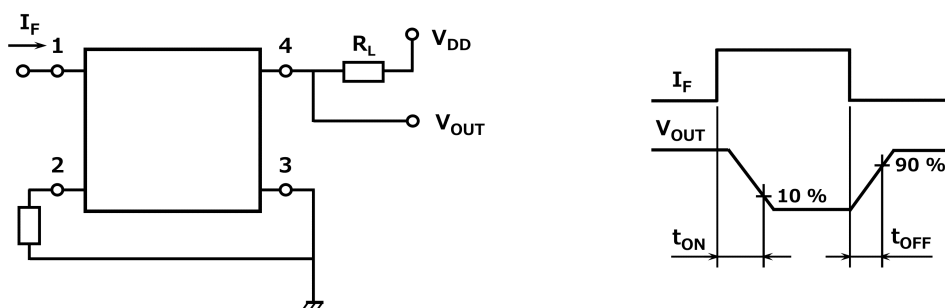 I_F
1
4
R_L
V_DD
V_OUT
2
3
I_F
V_OUT
90 %
10 %
t_ON
t_OFF